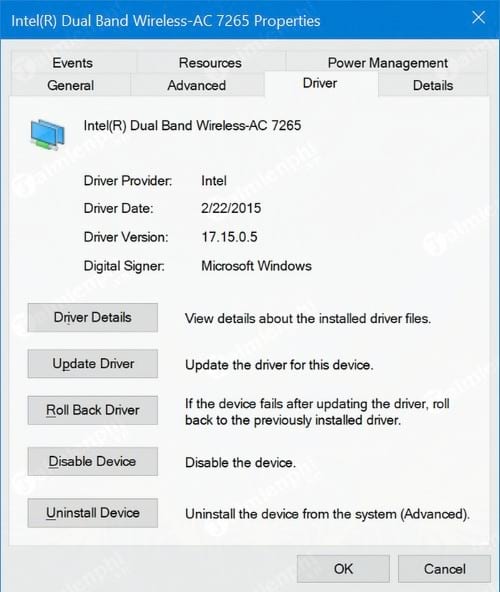 Intel(R) Dual Band Wireless-AC 7265 Properties
Events Resources Power Management
General Advanced Driver Details
Intel(R) Dual Band Wireless-AC 7265
Driver Provider: Intel
Driver Date: 2/22/2015
Driver Version: 17.15.0.5
Digital Signer: Microsoft Windows
Driver Details View details about the installed driver files.
Update Driver Update the driver for this device.
Roll Back Driver If the device fails after updating the driver, roll
back to the previously installed driver.
Disable Device Disable the device.
Uninstall Device Uninstall the device from the system (Advanced).
OK Cancel